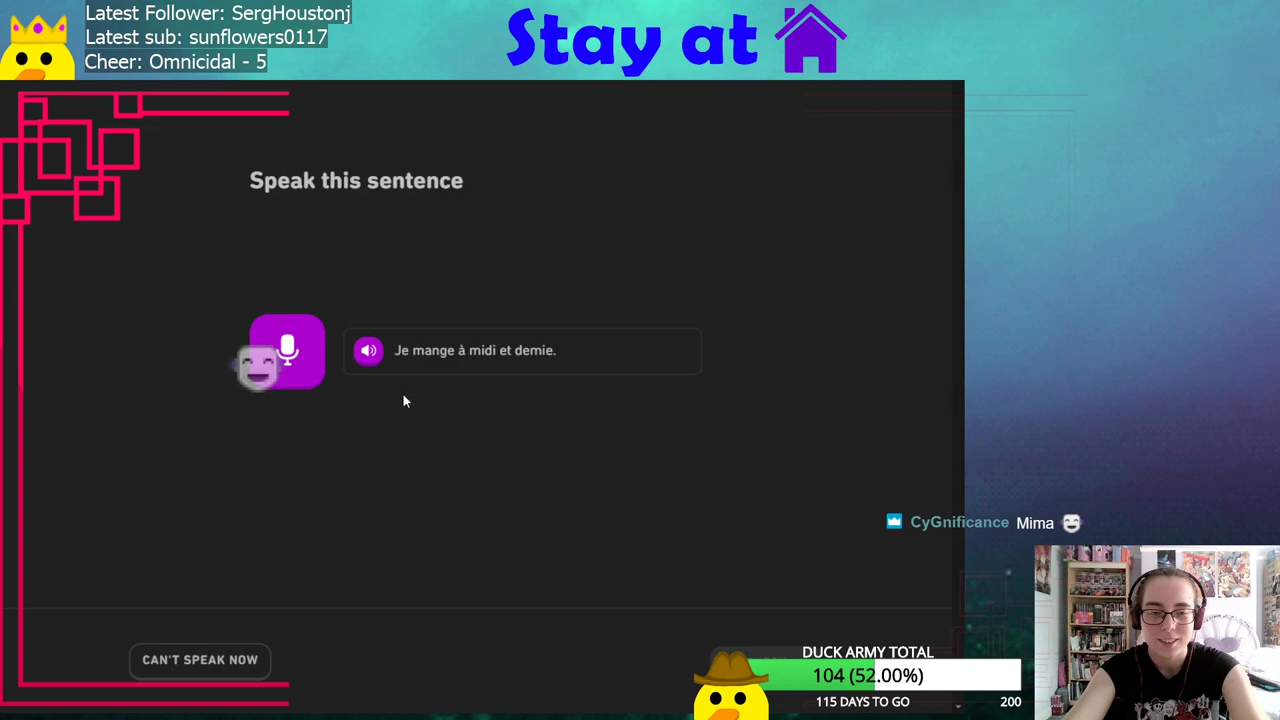 Latest Follower: SergHoustonj
Latest sub: sunflowers0117
Cheer: Omnicidal - 5
Stay at
Speak this sentence
Je mange à midi et demie.
CyGnificance Mima
CAN'T SPEAK NOW
DUCK ARMY TOTAL
104 (52.00%)
115 DAYS TO GO
200